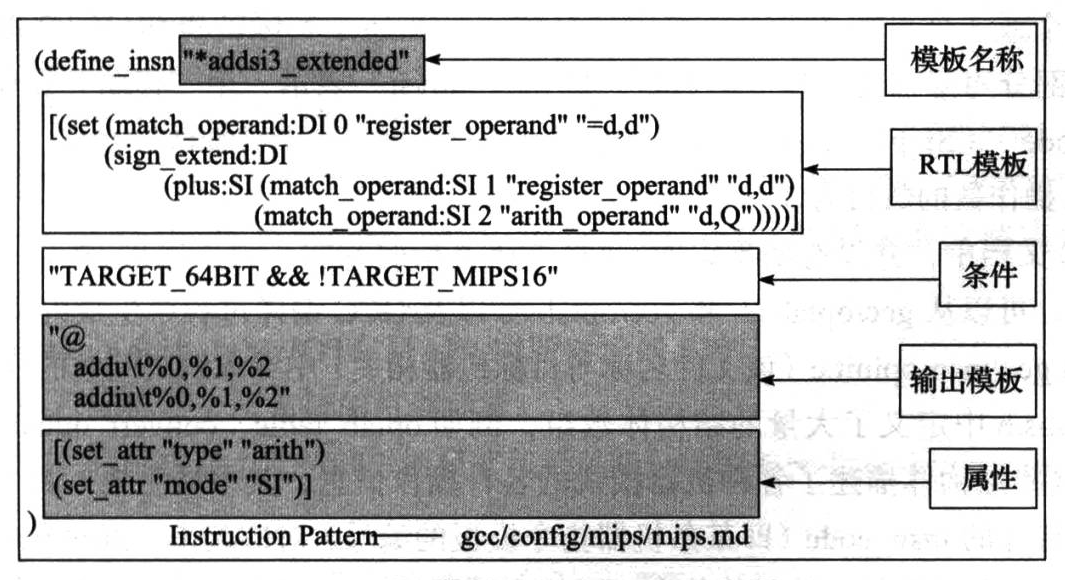 (define_insn "*addsi3_extended"
模板名称
[(set (match_operand:DI 0 "register_operand" "=d,d")
(sign_extend:DI
(plus:SI (match_operand:SI 1 "register_operand" "d,d")
(match_operand:SI 2 "arith_operand" "d,Q"))))]
RTL模板
"TARGET_64BIT && !TARGET_MIPS16"
条件
"@
addu\t%0,%1,%2
addiu\t%0,%1,%2"
输出模板
[(set_attr "type" "arith")
(set_attr "mode" "SI")]
属性
)
Instruction Pattern gcc/config/mips/mips.md